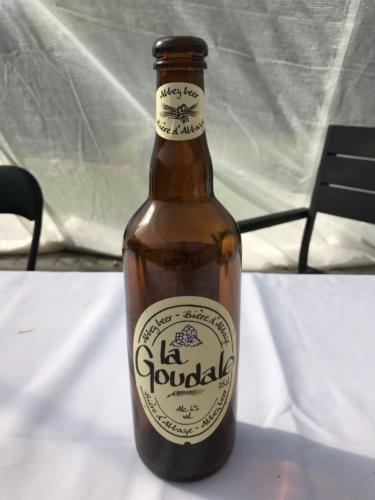 Abbey beer
Bière d'Abbaye
Abbey beer - Bière d'Abbaye
la
Goudale
75cl
Alc. 6%
vol
Bière d'Abbaye - Abbey beer